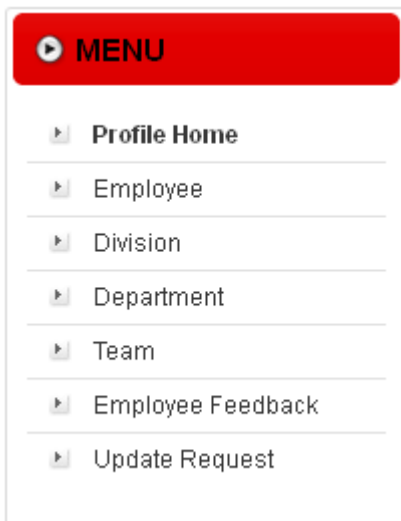 MENU
Profile Home
Employee
Division
Department
Team
Employee Feedback
Update Request